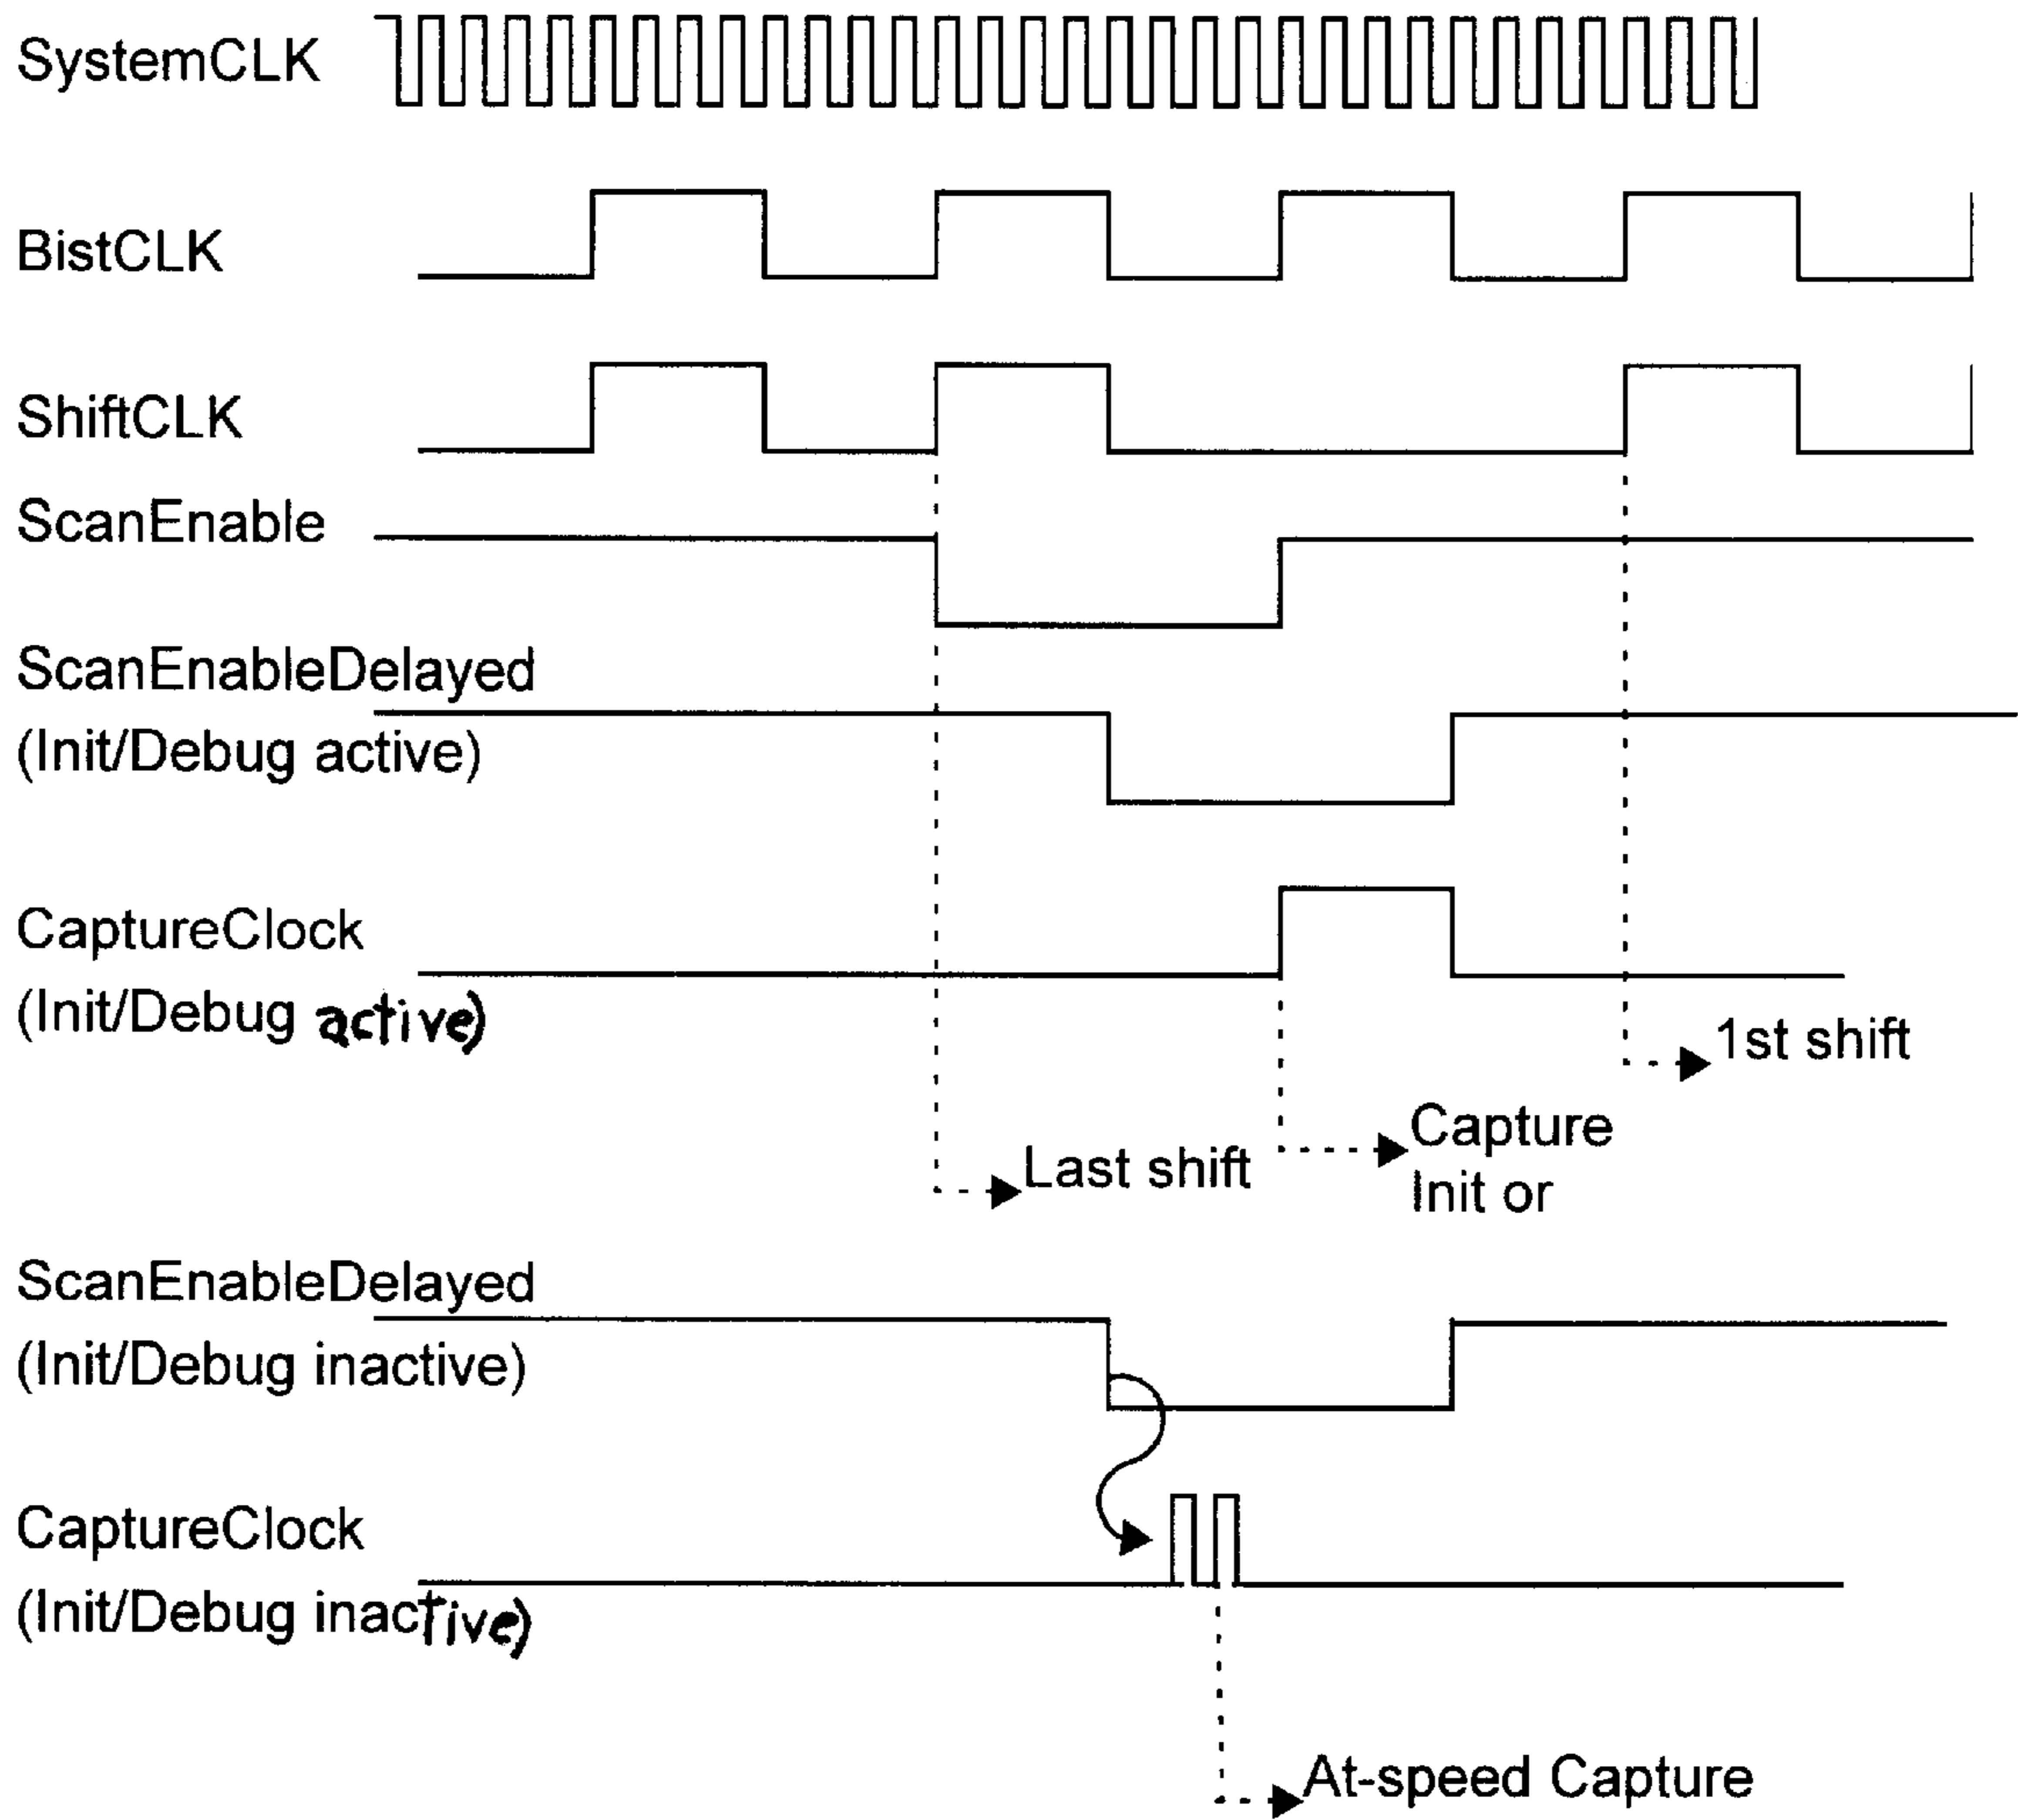 SystemCLK
BistCLK
ShiftCLK
ScanEnable
ScanEnableDelayed
(Init/Debug active)
CaptureClock
(Init/Debug active)
1st shift
Capture
Init or
Last shift
ScanEnableDelayed
(Init/Debug inactive)
CaptureClock
(Init/Debug inactive)
At-speed Capture